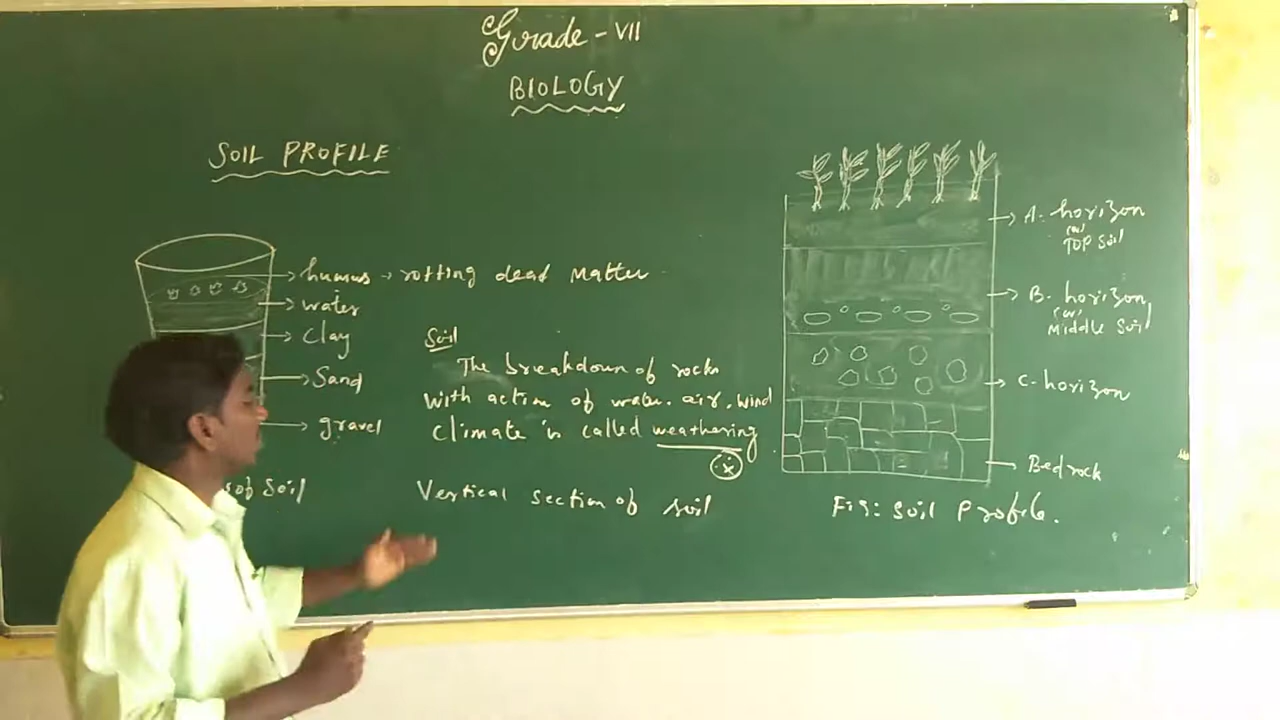 Grade - VII
BIOLOGY
SOIL PROFILE
humus → rotting dead matter
water
clay
Sand
gravel
of Soil
Soil
The breakdown of rocks
with action of water. air. wind
climate is called weathering
Vertical section of soil
A. horizon
(or)
TOP Soil
B. horizon
(or)
Middle Soil
C. horizon
Bedrock
Fig: Soil Profile.